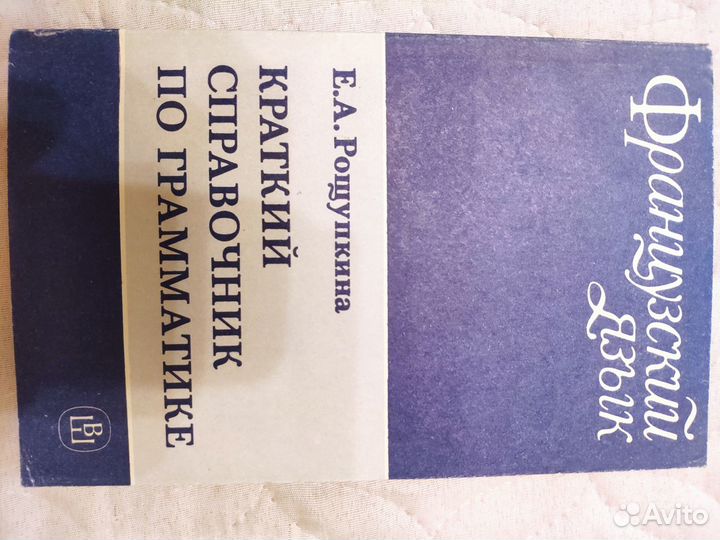 Французский
язык
Е.А. Рощупкина
КРАТКИЙ
СПРАВОЧНИК
ПО ГРАММАТИКЕ
Avito